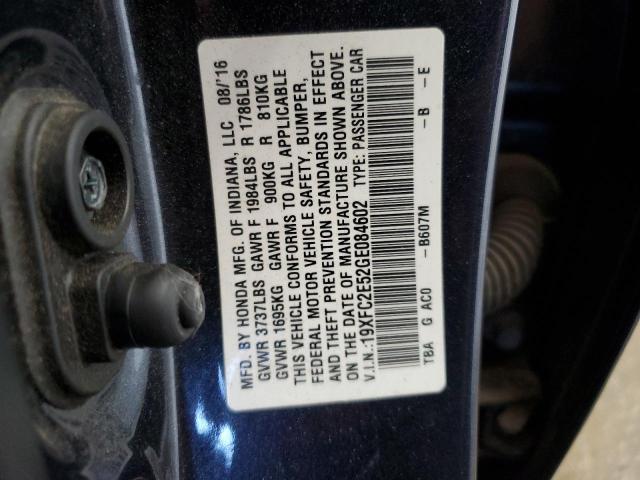 MFD. BY HONDA MFG. OF INDIANA, LLC 08/'16
GVWR 3737LBS GAWR F 1984LBS R 1786LBS
GVWR 1695KG GAWR F 900KG R 810KG
THIS VEHICLE CONFORMS TO ALL APPLICABLE
FEDERAL MOTOR VEHICLE SAFETY, BUMPER,
AND THEFT PREVENTION STANDARDS IN EFFECT
ON THE DATE OF MANUFACTURE SHOWN ABOVE.
V.I.N.:19XFC2E52GE084602 TYPE: PASSENGER CAR
TBA G AC0 -B607M -B -E